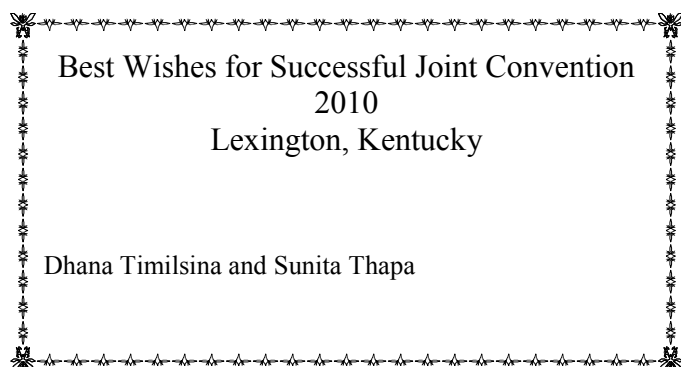 Best Wishes for Successful Joint Convention
2010
Lexington, Kentucky
Dhana Timilsina and Sunita Thapa